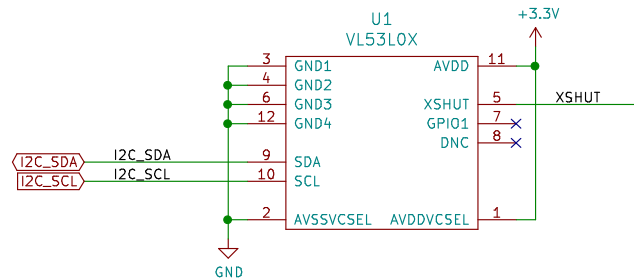 U1
VL53L0X
+3.3V
3 GND1 AVDD 11
4 GND2
6 GND3 XSHUT 5 XSHUT
12 GND4 GPIO1 7
DNC 8
I2C_SDA I2C_SDA 9 SDA
I2C_SCL I2C_SCL 10 SCL
2 AVSSVCSEL AVDDVCSEL 1
GND